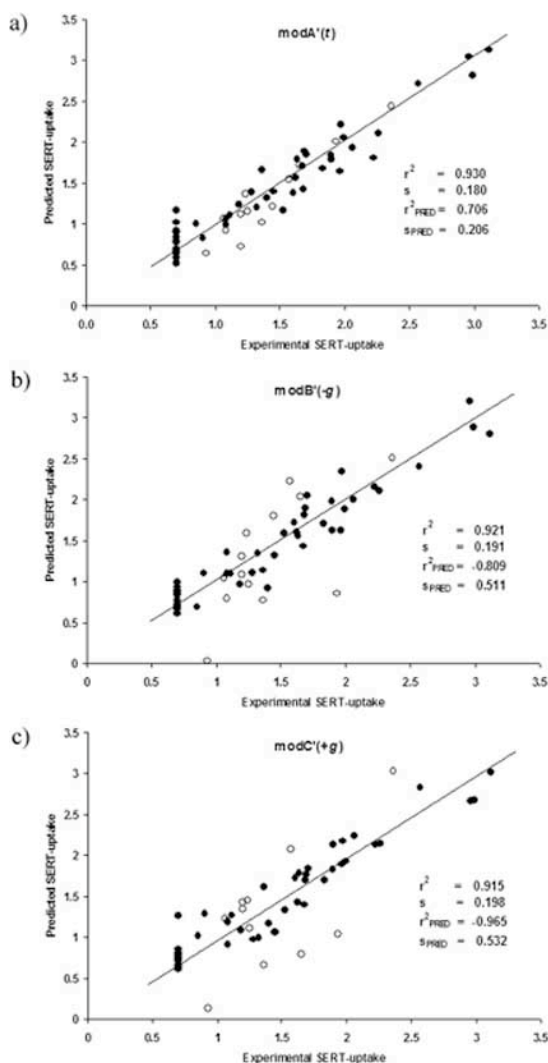 a)
modA'(t)
Predicted SERT-uptake
3.5
3
2.5
2
1.5
1
0.5
0
r² = 0.930
s = 0.180
r²PRED = 0.706
sPRED = 0.206
0.0 0.5 1.0 1.5 2.0 2.5 3.0 3.5
Experimental SERT-uptake
b)
modB'(-g)
Predicted SERT-uptake
3.5
3
2.5
2
1.5
1
0.5
0
r² = 0.921
s = 0.191
r²PRED = -0.809
sPRED = 0.511
0 0.5 1 1.5 2 2.5 3 3.5
Experimental SERT-uptake
c)
modC'(+g)
Predicted SERT-uptake
3.5
3
2.5
2
1.5
1
0.5
0
r² = 0.915
s = 0.198
r²PRED = -0.965
sPRED = 0.532
0 0.5 1 1.5 2 2.5 3 3.5
Experimental SERT-uptake